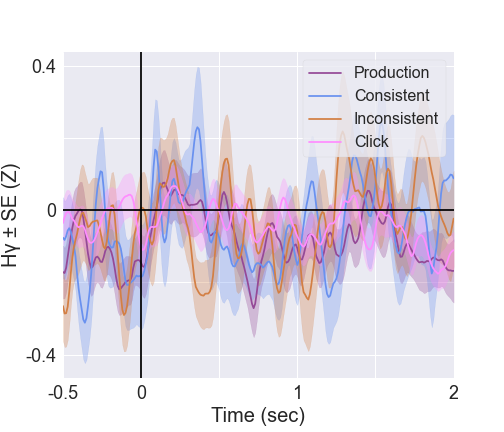 0.4
0
-0.4
Hγ ± SE (Z)
Production
Consistent
Inconsistent
Click
-0.5
0
1
2
Time (sec)